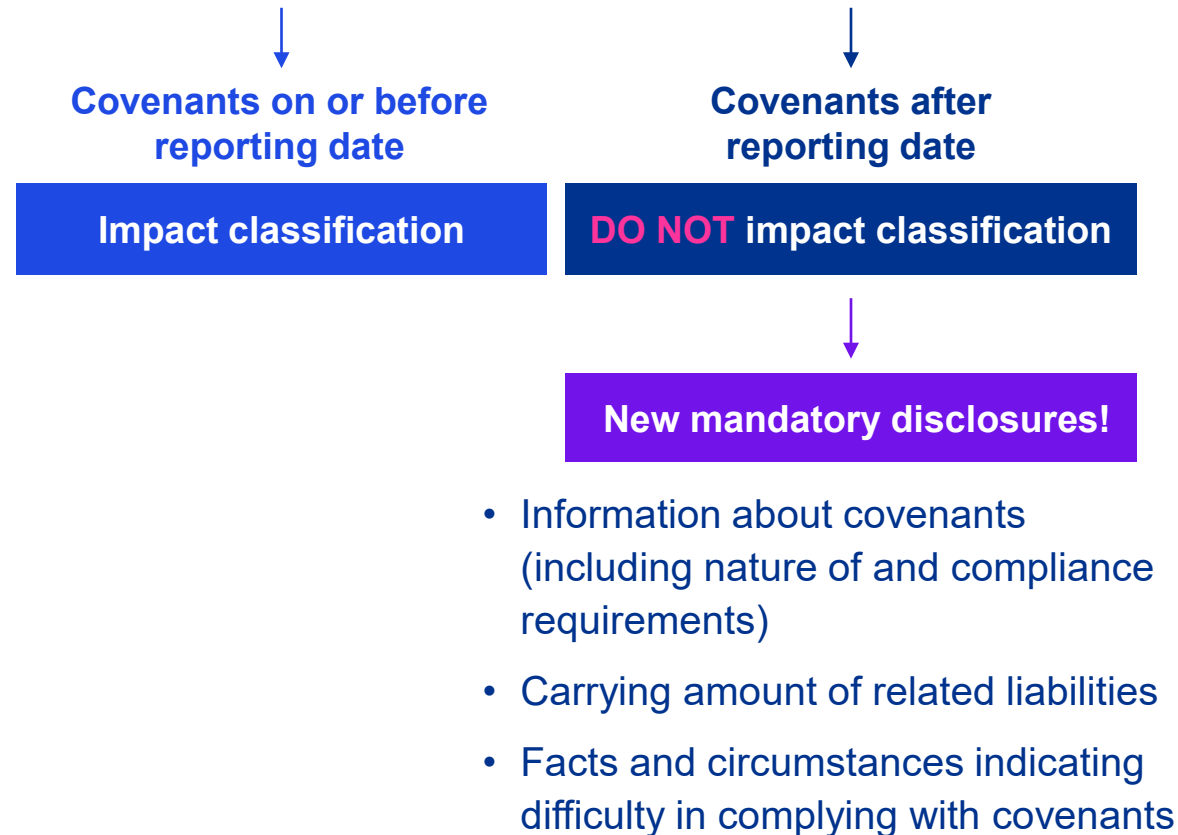 Covenants on or before
reporting date
Impact classification
Covenants after
reporting date
DO NOT impact classification
New mandatory disclosures!
• Information about covenants
(including nature of and compliance
requirements)
• Carrying amount of related liabilities
• Facts and circumstances indicating
difficulty in complying with covenants